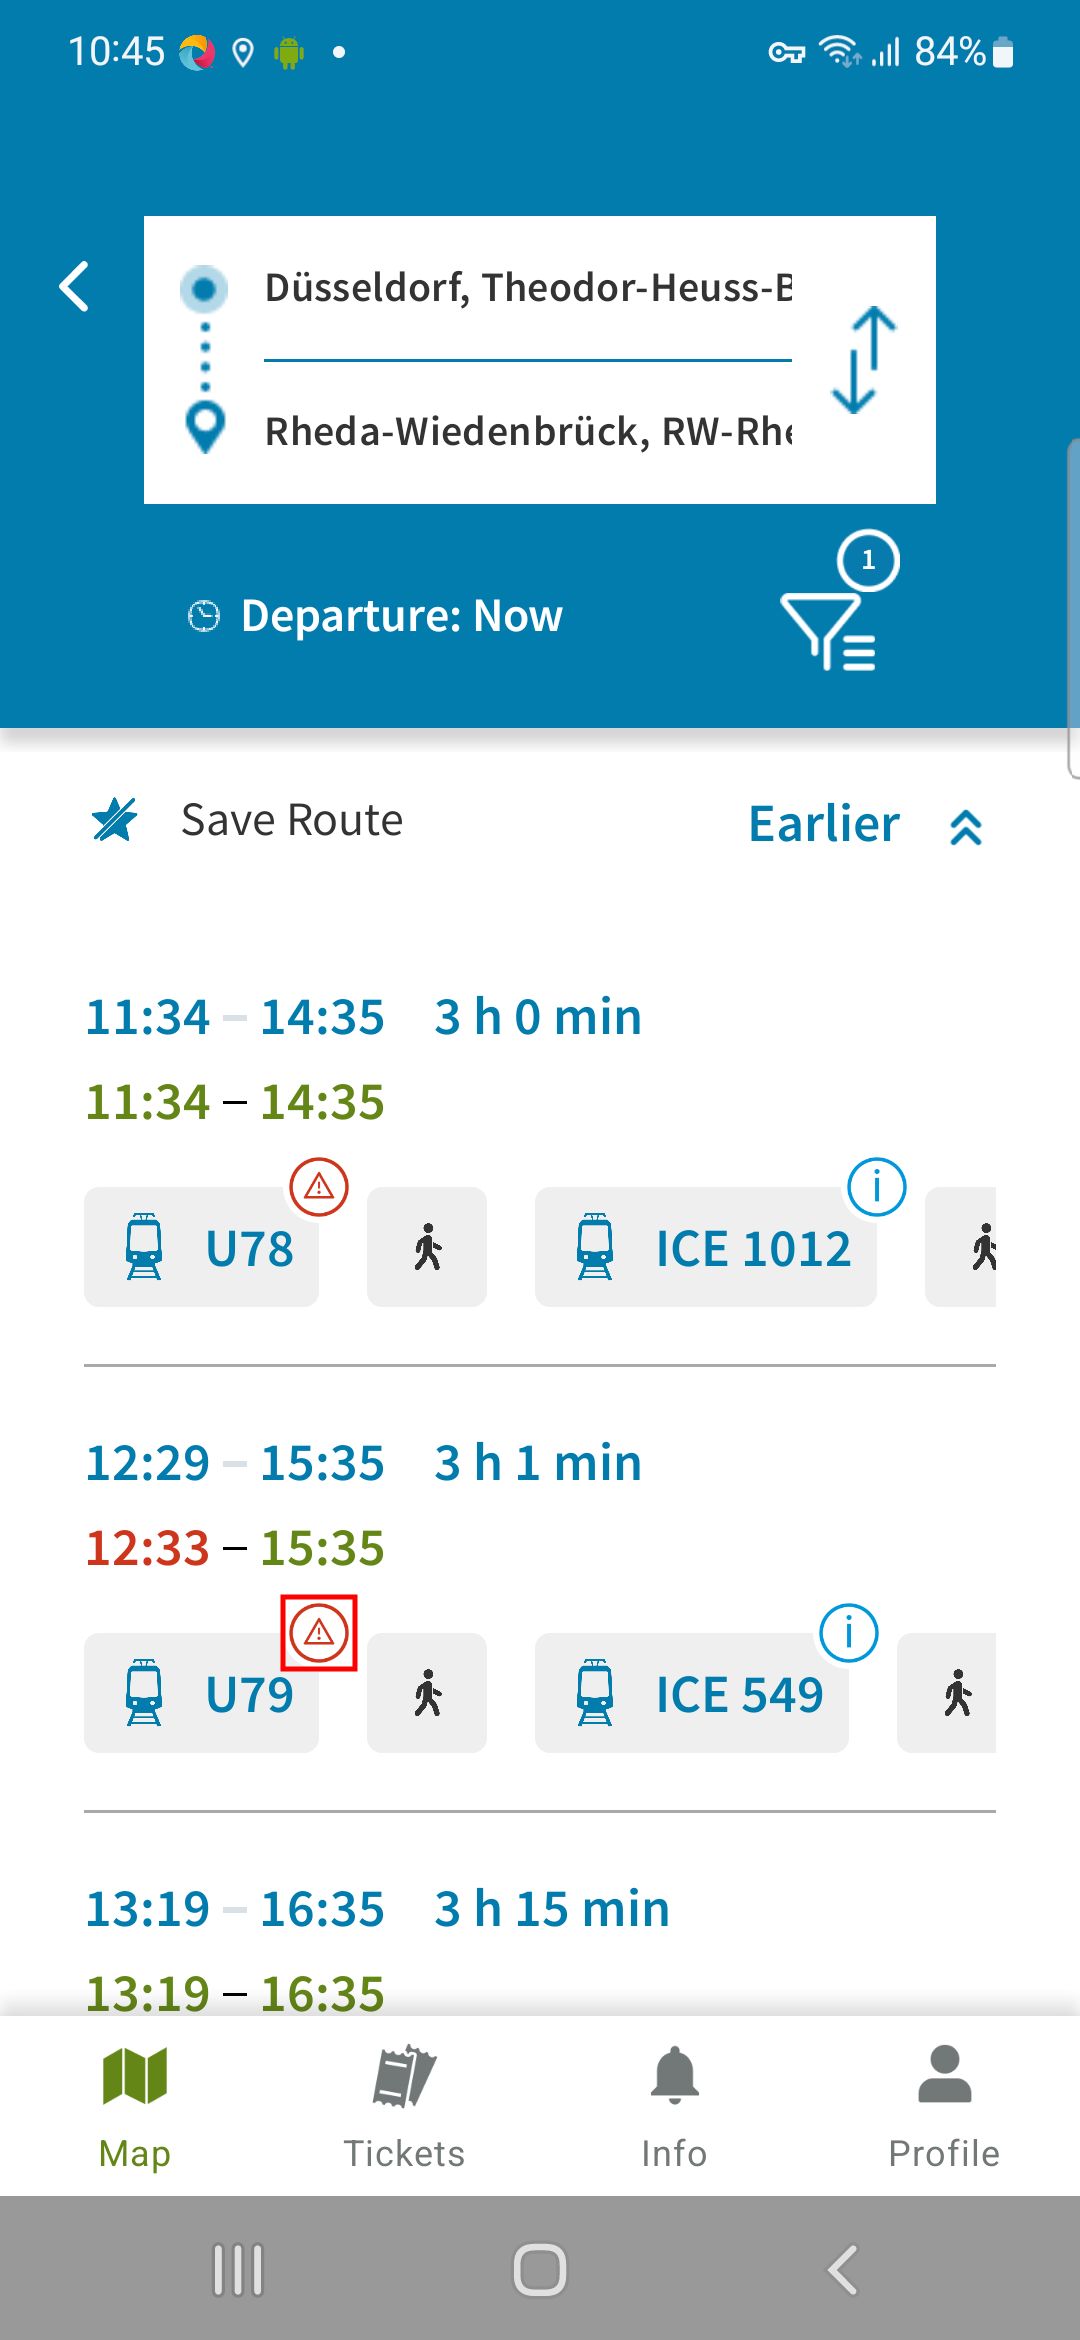 10:45 84%
Düsseldorf, Theodor-Heuss-B
Rheda-Wiedenbrück, RW-Rhe
1
Departure: Now
Save Route Earlier
11:34 – 14:35 3 h 0 min
11:34 – 14:35
U78 ICE 1012
12:29 – 15:35 3 h 1 min
12:33 – 15:35
U79 ICE 549
13:19 – 16:35 3 h 15 min
13:19 – 16:35
Map Tickets Info Profile